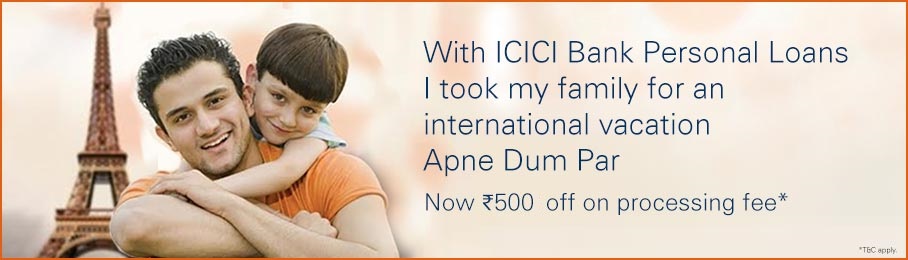 With ICICI Bank Personal Loans
I took my family for an
international vacation
Apne Dum Par
Now ₹500 off on processing fee*
*T&C apply.